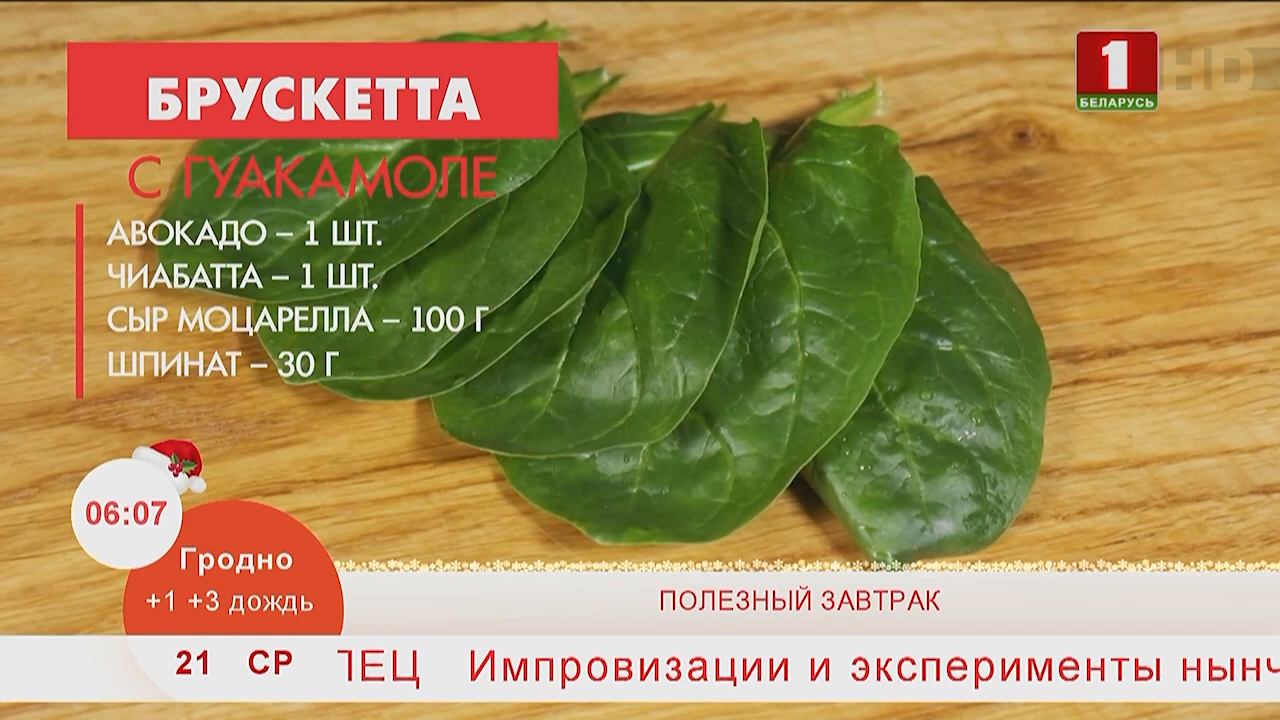 БРУСКЕТТА
С ГУАКАМОЛЕ
АВОКАДО – 1 ШТ.
ЧИАБАТТА – 1 ШТ.
СЫР МОЦАРЕЛЛА – 100 Г
ШПИНАТ – 30 Г
1 HD
БЕЛАРУСЬ
06:07
Гродно
+1 +3 дождь
ПОЛЕЗНЫЙ ЗАВТРАК
21 СР
Импровизации и эксперименты